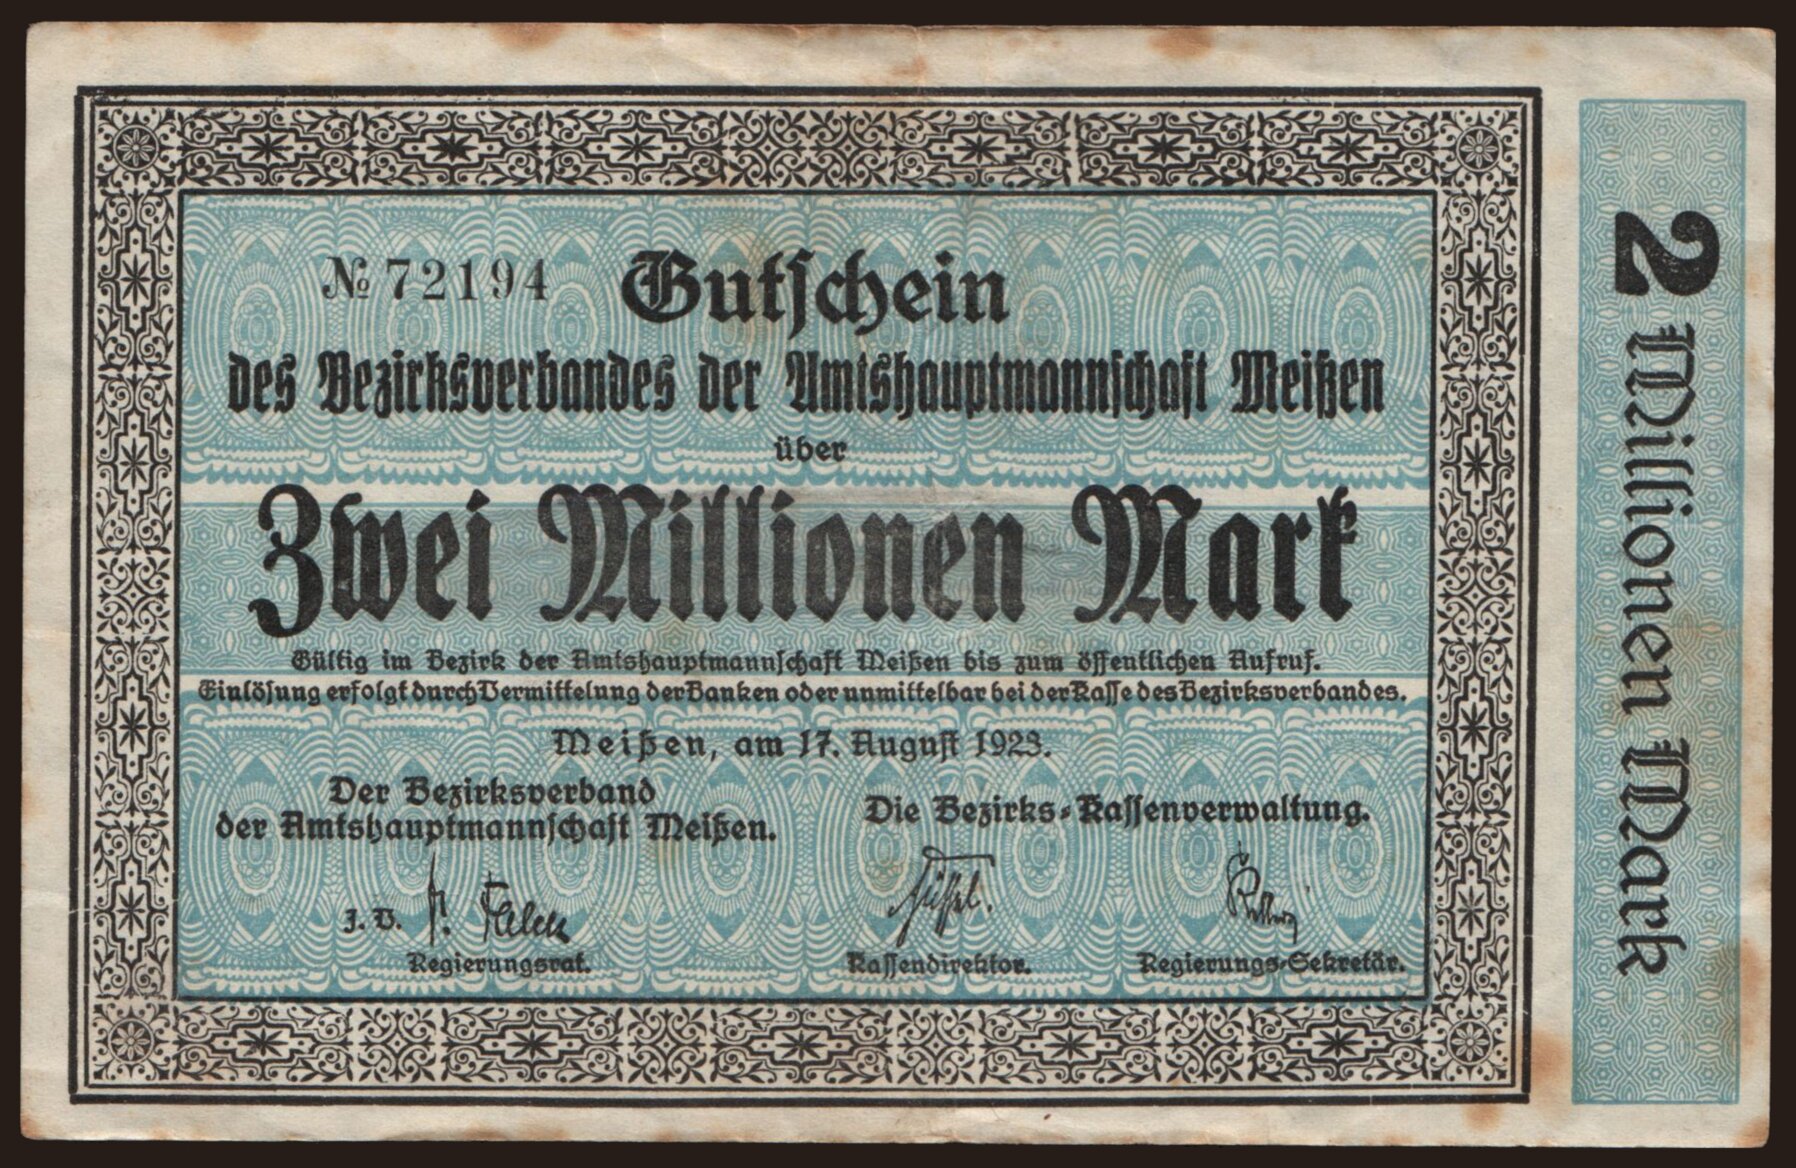 № 72194 Gutschein
des Bezirksverbandes der Amtshauptmannschaft Meißen
über
Zwei Millionen Mark
Gültig im Bezirk der Amtshauptmannschaft Meißen bis zum öffentlichen Aufruf.
Einlösung erfolgt durch Vermittelung der Banken oder unmittelbar bei der Kasse des Bezirksverbandes.
Meißen, am 17. August 1923.
Der Bezirksverband
der Amtshauptmannschaft Meißen.
J. V.
Regierungsrat.
Die Bezirks-Kassenverwaltung.
Kassendirektor.
Regierungs-Sekretär.
2 Millionen Mark